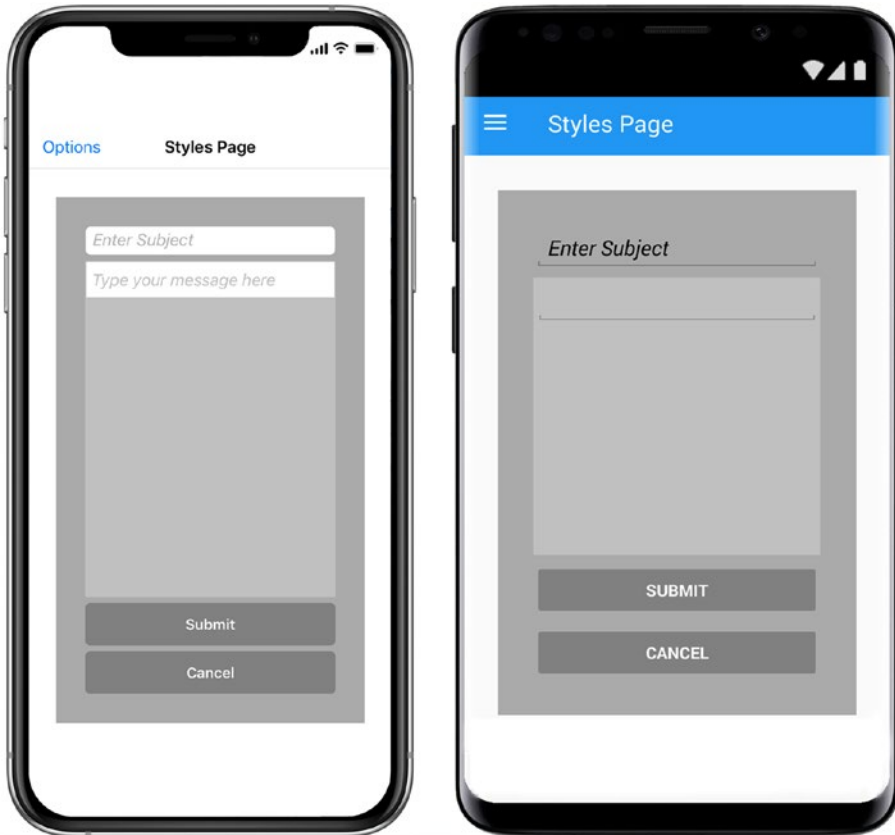 Options Styles Page
Enter Subject
Type your message here
Submit
Cancel
Styles Page
Enter Subject
SUBMIT
CANCEL